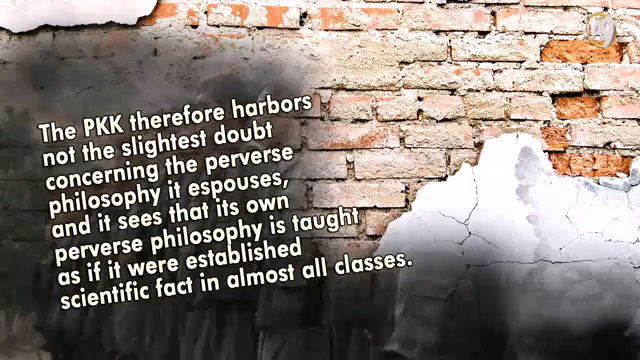 The PKK therefore harbors
not the slightest doubt
concerning the perverse
philosophy it espouses,
and it sees that its own
perverse philosophy is taught
as if it were established
scientific fact in almost all classes.